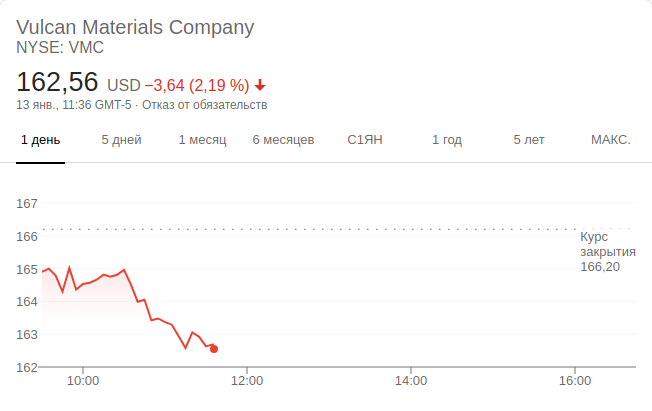 Vulcan Materials Company
NYSE: VMC
162,56 USD −3,64 (2,19 %)
13 янв., 11:36 GMT-5 · Отказ от обязательств
1 день 5 дней 1 месяц 6 месяцев С1ЯН 1 год 5 лет МАКС.
167
166
165
164
163
162
Курс
закрытия
166,20
10:00 12:00 14:00 16:00